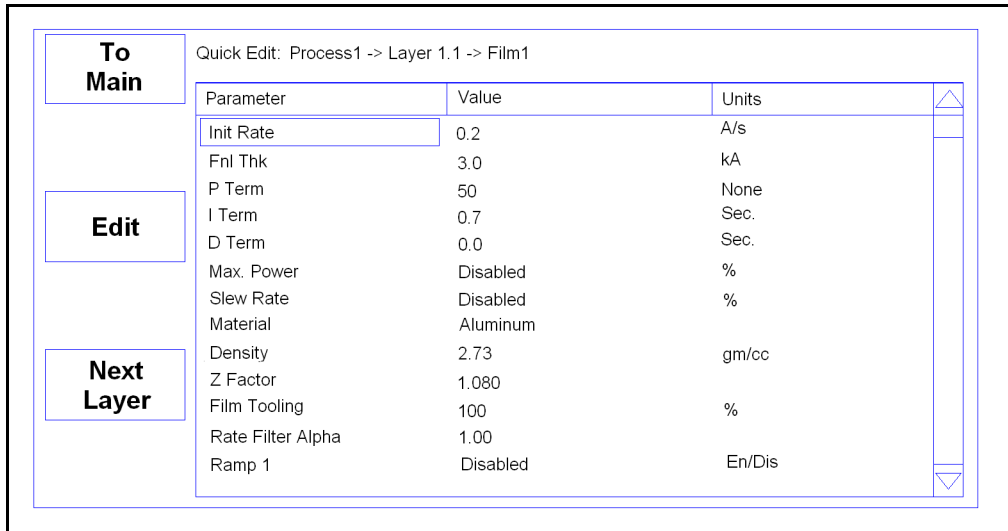 To
Main
Quick Edit: Process1 -> Layer 1.1 -> Film1
Parameter Value Units
Init Rate 0.2 A/s
Fnl Thk 3.0 kA
P Term 50 None
Edit
I Term 0.7 Sec.
D Term 0.0 Sec.
Max. Power Disabled %
Slew Rate Disabled %
Material Aluminum
Next
Layer
Density 2.73 gm/cc
Z Factor 1.080
Film Tooling 100 %
Rate Filter Alpha 1.00
Ramp 1 Disabled En/Dis